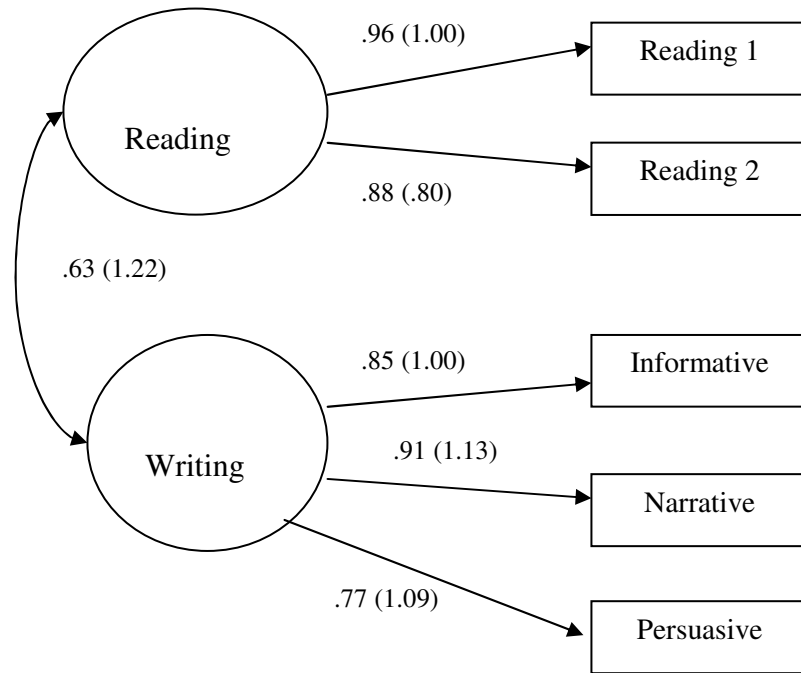 .96 (1.00)
Reading 1
Reading
Reading 2
.88 (.80)
.63 (1.22)
.85 (1.00)
Informative
.91 (1.13)
Writing
Narrative
.77 (1.09)
Persuasive